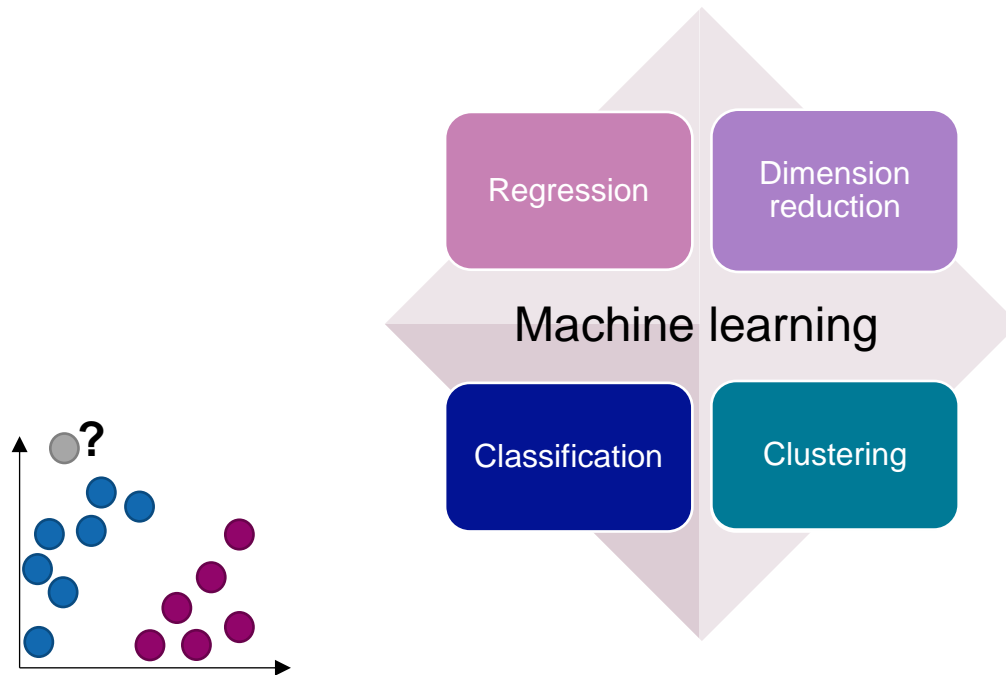 Regression
Dimension
reduction
Machine learning
Classification
Clustering
?